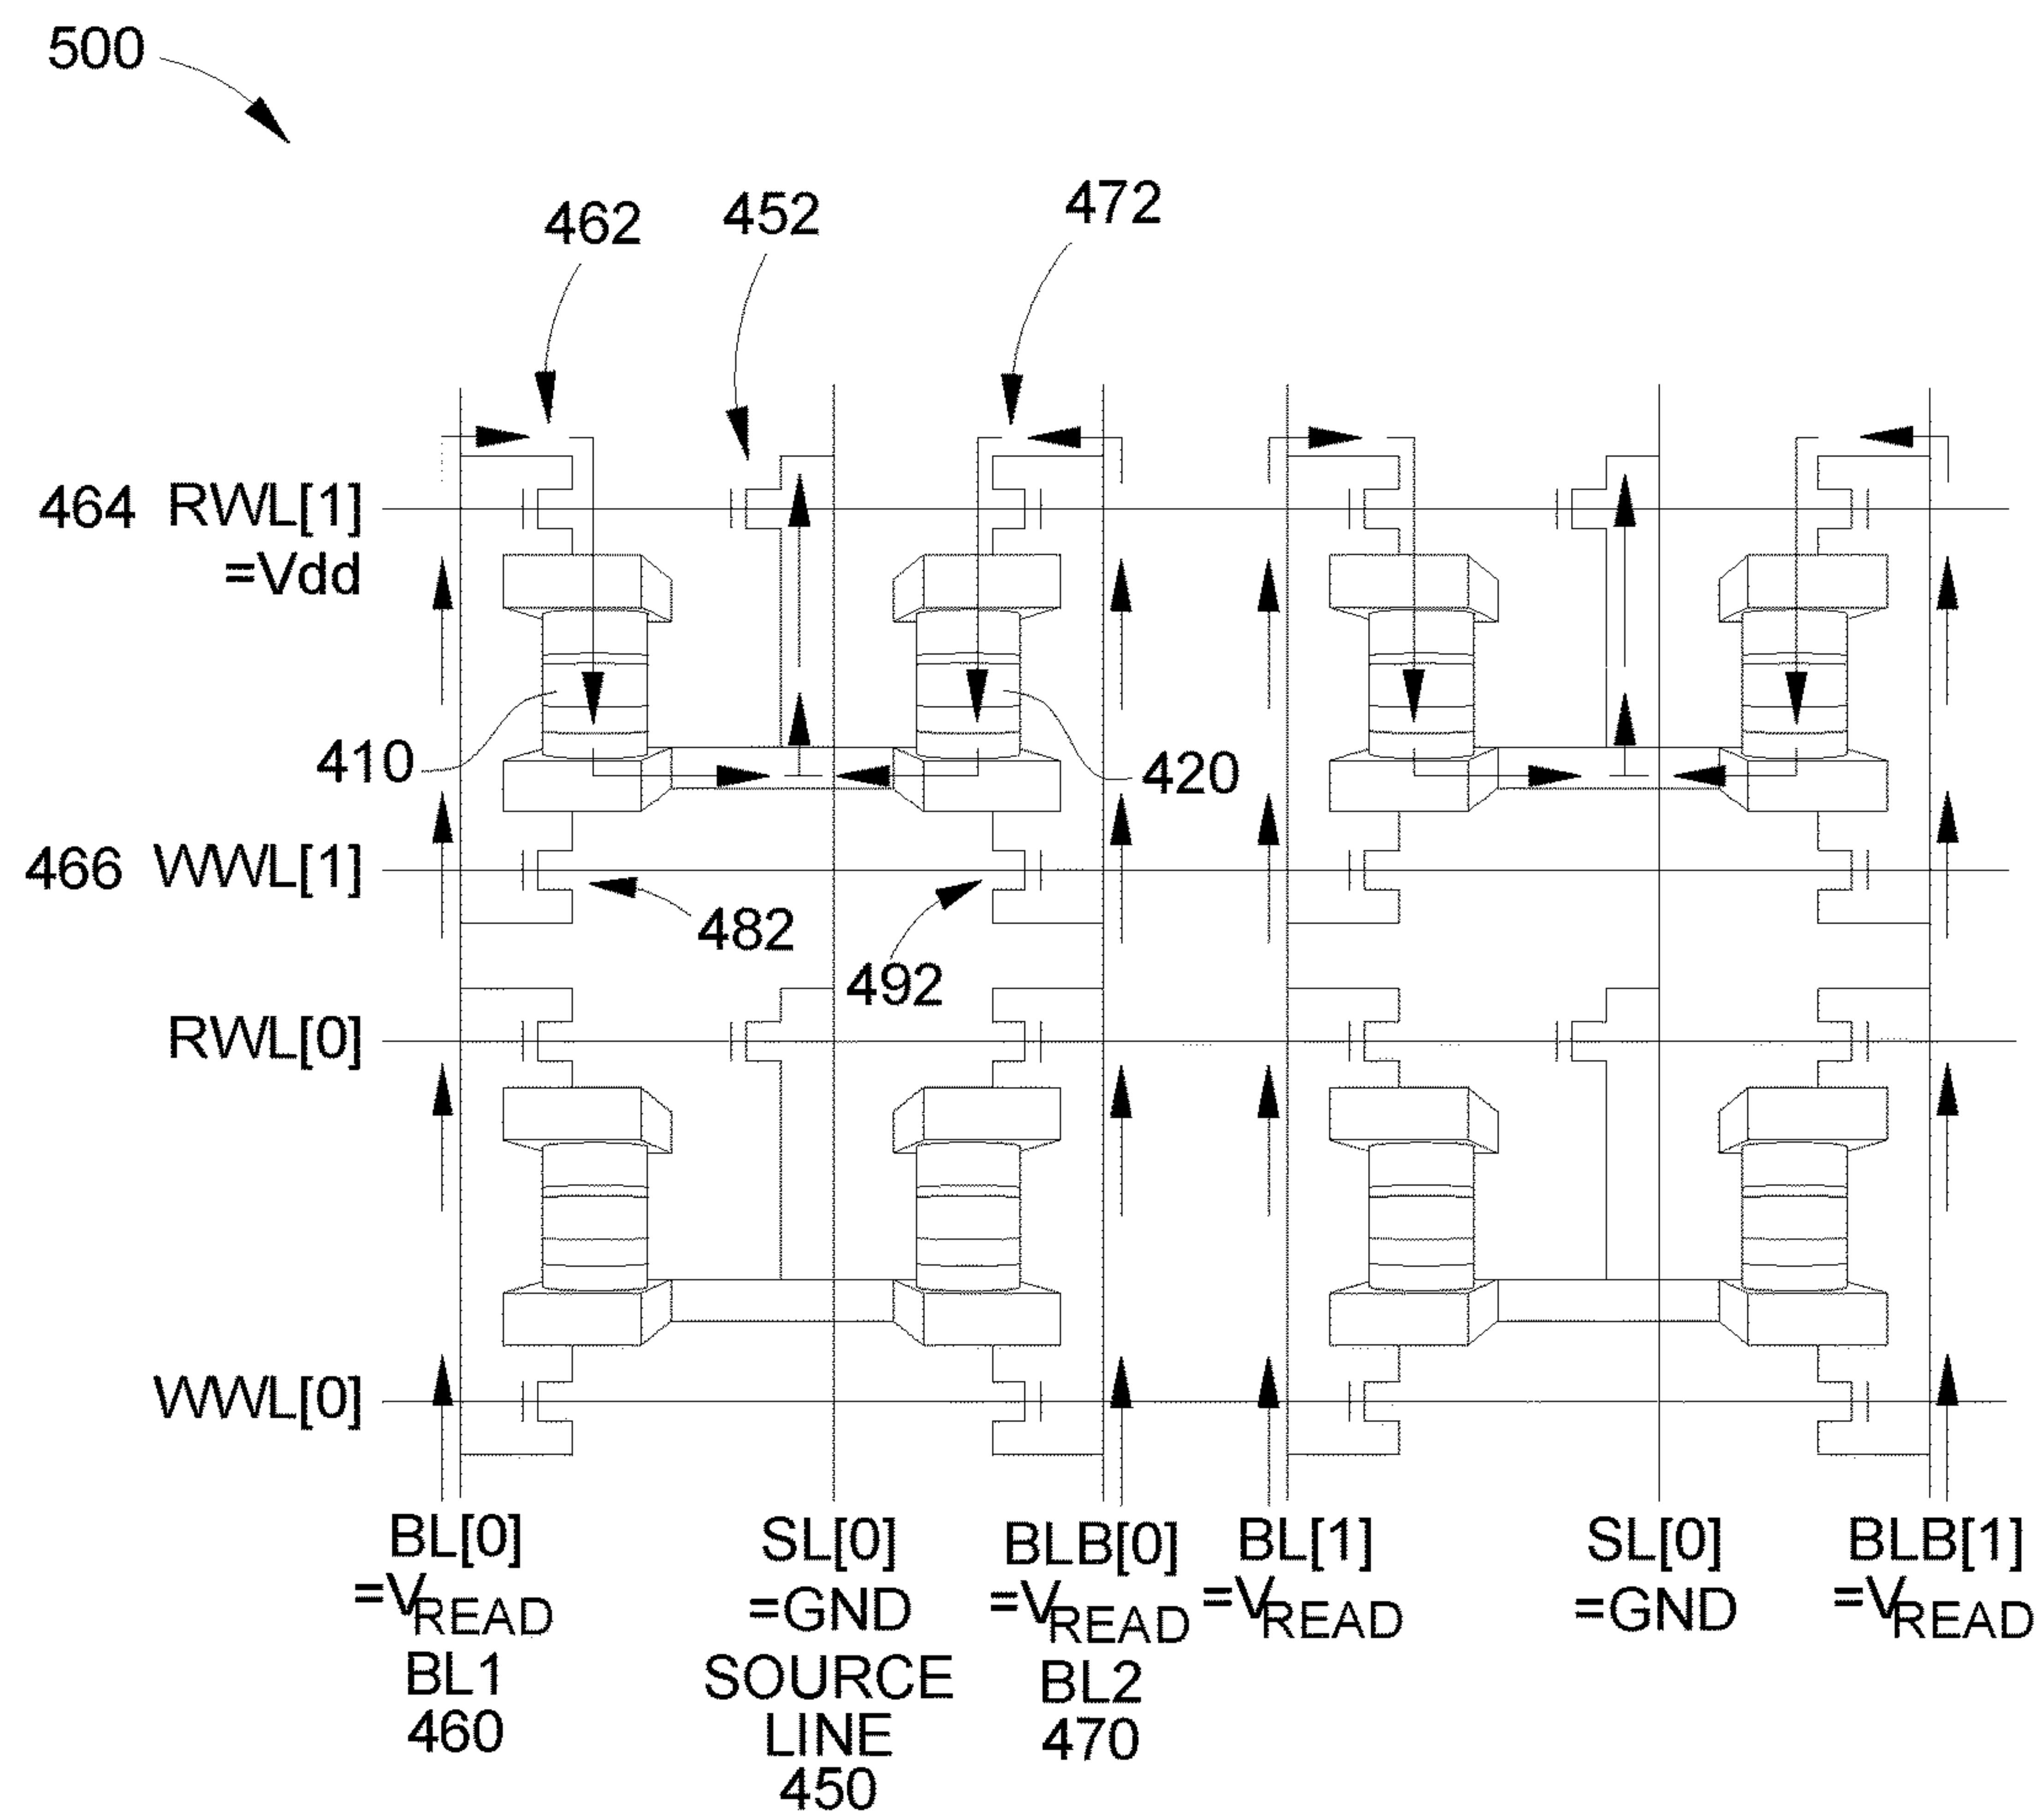 500
462
452
472
464 RWL[1]
=Vdd
410
420
466 WWL[1]
482
492
RWL[0]
WWL[0]
BL[0] SL[0] BLB[0] BL[1] SL[0] BLB[1]
=VREAD =GND =VREAD =VREAD =GND =VREAD
BL1 SOURCE BL2
460 LINE 470
450